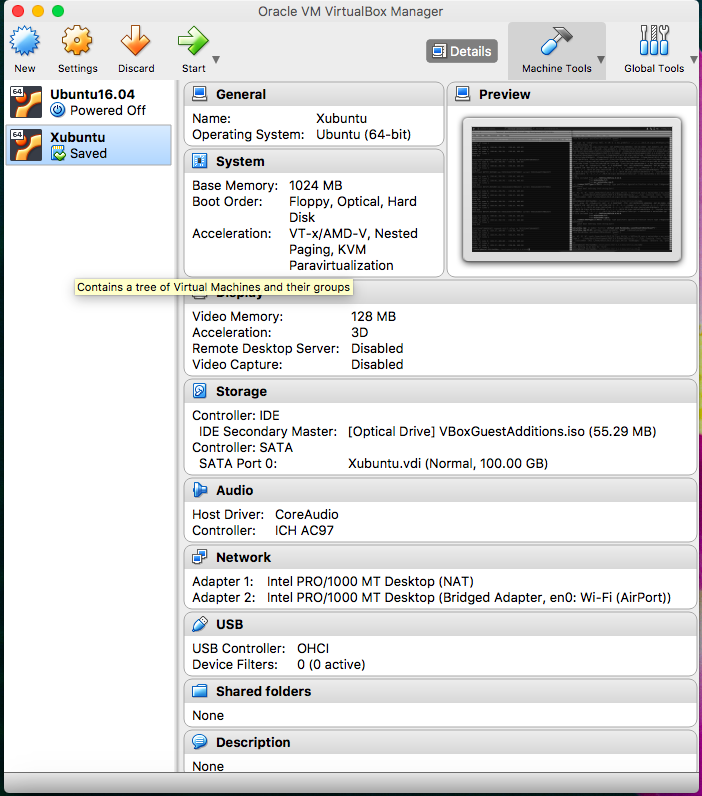 Oracle VM VirtualBox Manager
New
Settings
Discard
Start
Details
Machine Tools
Global Tools
64
Ubuntu16.04
Powered Off
64
Xubuntu
Saved
General
Name: Xubuntu
Operating System: Ubuntu (64-bit)
Preview
System
Base Memory: 1024 MB
Boot Order: Floppy, Optical, Hard
Disk
Acceleration: VT-x/AMD-V, Nested
Paging, KVM
Paravirtualization
Contains a tree of Virtual Machines and their groups
Display
Video Memory: 128 MB
Acceleration: 3D
Remote Desktop Server: Disabled
Video Capture: Disabled
Storage
Controller: IDE
IDE Secondary Master: [Optical Drive] VBoxGuestAdditions.iso (55.29 MB)
Controller: SATA
SATA Port 0: Xubuntu.vdi (Normal, 100.00 GB)
Audio
Host Driver: CoreAudio
Controller: ICH AC97
Network
Adapter 1: Intel PRO/1000 MT Desktop (NAT)
Adapter 2: Intel PRO/1000 MT Desktop (Bridged Adapter, en0: Wi-Fi (AirPort))
USB
USB Controller: OHCI
Device Filters: 0 (0 active)
Shared folders
None
Description
None